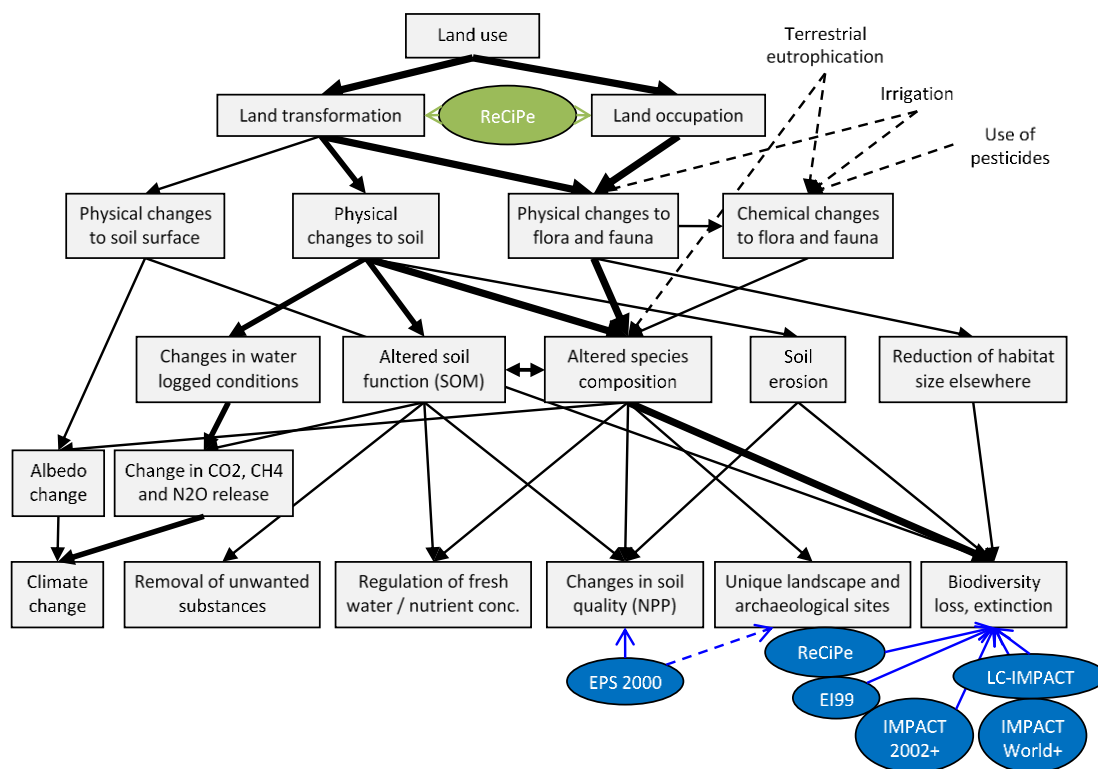 Land use
Terrestrial
eutrophication
Irrigation
Land transformation
ReCiPe
Land occupation
Use of
pesticides
Physical changes
to soil surface
Physical
changes to soil
Physical changes to
flora and fauna
Chemical changes
to flora and fauna
Changes in water
logged conditions
Altered soil
function (SOM)
Altered species
composition
Soil
erosion
Reduction of habitat
size elsewhere
Albedo
change
Change in CO2, CH4
and N2O release
Climate
change
Removal of unwanted
substances
Regulation of fresh
water / nutrient conc.
Changes in soil
quality (NPP)
Unique landscape and
archaeological sites
Biodiversity
loss, extinction
EPS 2000
ReCiPe
EI99
IMPACT
2002+
LC-IMPACT
IMPACT
World+